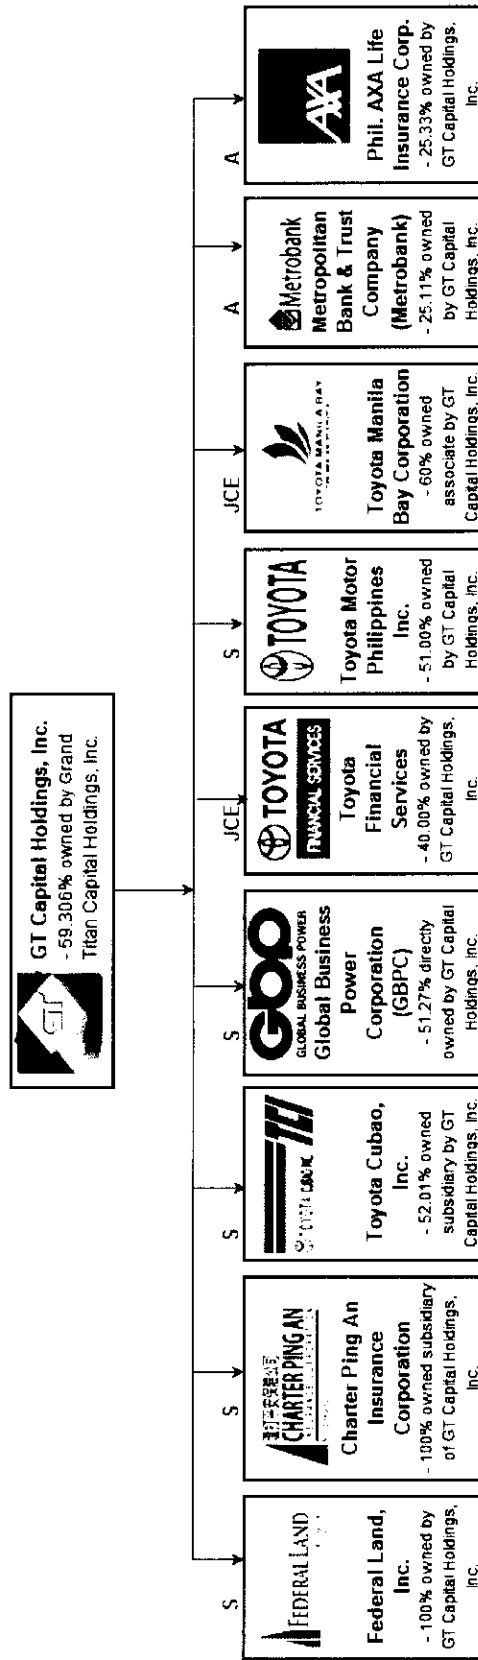 GT Capital Holdings, Inc.
- 59.306% owned by Grand
Titan Capital Holdings, Inc.
S
FEDERAL LAND
Federal Land,
Inc.
- 100% owned by
GT Capital Holdings,
Inc.
S
CHARTER PING AN
Charter Ping An
Insurance
Corporation
- 100% owned subsidiary
of GT Capital Holdings,
Inc.
S
TCI
TOYOTA CUBAO, INC
Toyota Cubao,
Inc.
- 52.01% owned
subsidiary by GT
Capital Holdings, Inc.
S
Gbp
GLOBAL BUSINESS POWER
Global Business
Power
Corporation
(GBPC)
- 51.27% directly
owned by GT Capital
Holdings, Inc.
JCE
TOYOTA
FINANCIAL SERVICES
Toyota
Financial
Services
- 40.00% owned by
GT Capital Holdings,
Inc.
S
TOYOTA
Toyota Motor
Philippines
Inc.
- 51.00% owned
by GT Capital
Holdings, Inc.
JCE
TOYOTA MANILA BAY
Toyota Manila
Bay Corporation
- 60% owned
associate by GT
Capital Holdings, Inc.
A
Metrobank
Metropolitan
Bank & Trust
Company
(Metrobank)
- 25.11% owned
by GT Capital
Holdings, Inc.
A
AXA
Phil. AXA Life
Insurance Corp.
- 25.33% owned by
GT Capital Holdings,
Inc.